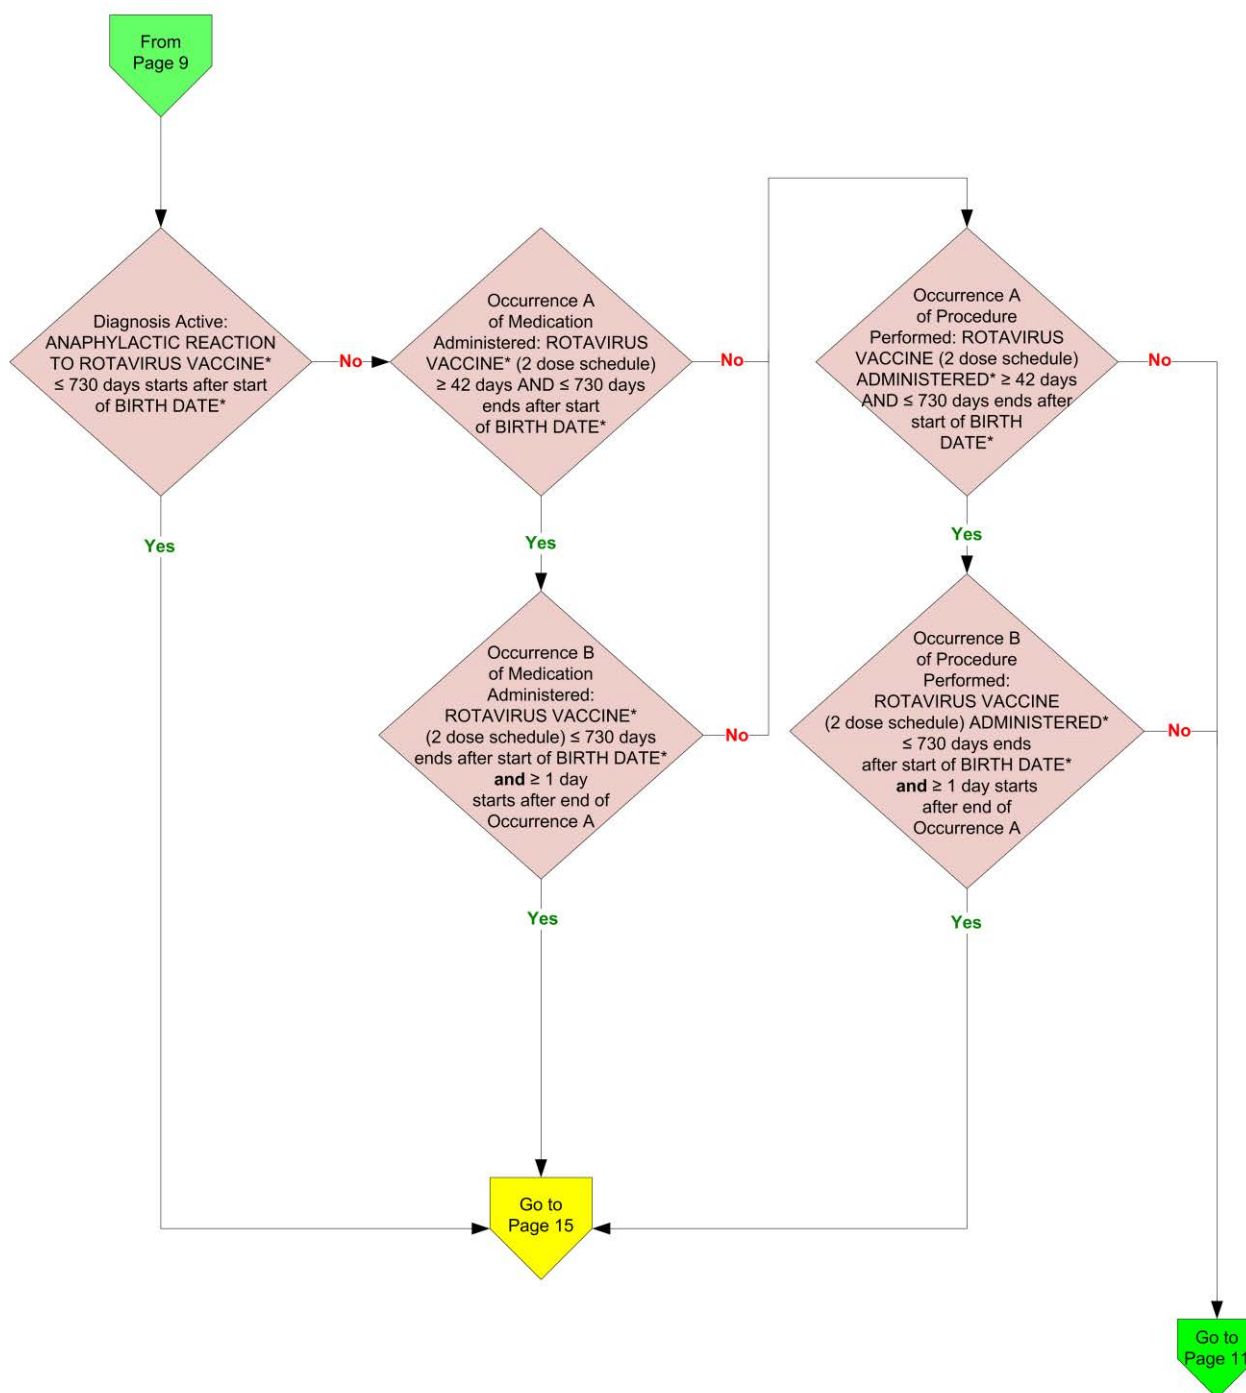 From
Page 9
Diagnosis Active:
ANAPHYLACTIC REACTION
TO ROTAVIRUS VACCINE*
≤ 730 days starts after start
of BIRTH DATE*
No
Yes
Occurrence A
of Medication
Administered: ROTAVIRUS
VACCINE* (2 dose schedule)
≥ 42 days AND ≤ 730 days
ends after start
of BIRTH DATE*
No
Yes
Occurrence B
of Medication
Administered:
ROTAVIRUS VACCINE*
(2 dose schedule) ≤ 730 days
ends after start of BIRTH DATE*
and ≥ 1 day
starts after end of
Occurrence A
No
Yes
Occurrence A
of Procedure
Performed: ROTAVIRUS
VACCINE (2 dose schedule)
ADMINISTERED* ≥ 42 days
AND ≤ 730 days ends after
start of BIRTH
DATE*
No
Yes
Occurrence B
of Procedure
Performed:
ROTAVIRUS VACCINE
(2 dose schedule) ADMINISTERED*
≤ 730 days ends
after start of BIRTH DATE*
and ≥ 1 day starts
after end of
Occurrence A
No
Yes
Go to
Page 15
Go to
Page 11